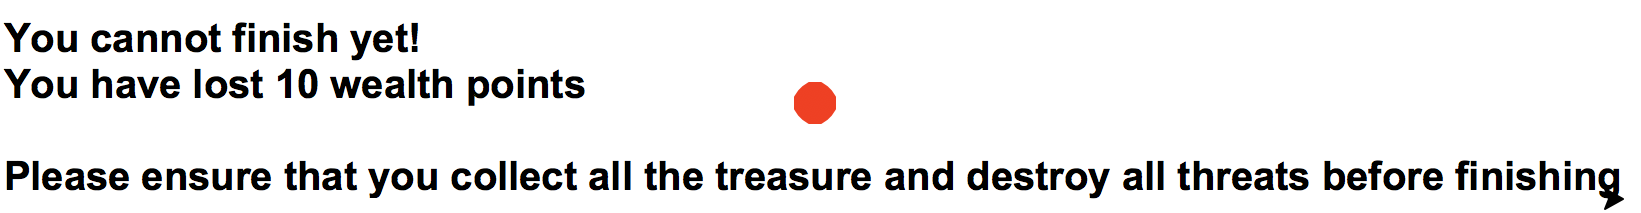 You cannot finish yet!
You have lost 10 wealth points
Please ensure that you collect all the treasure and destroy all threats before finishing